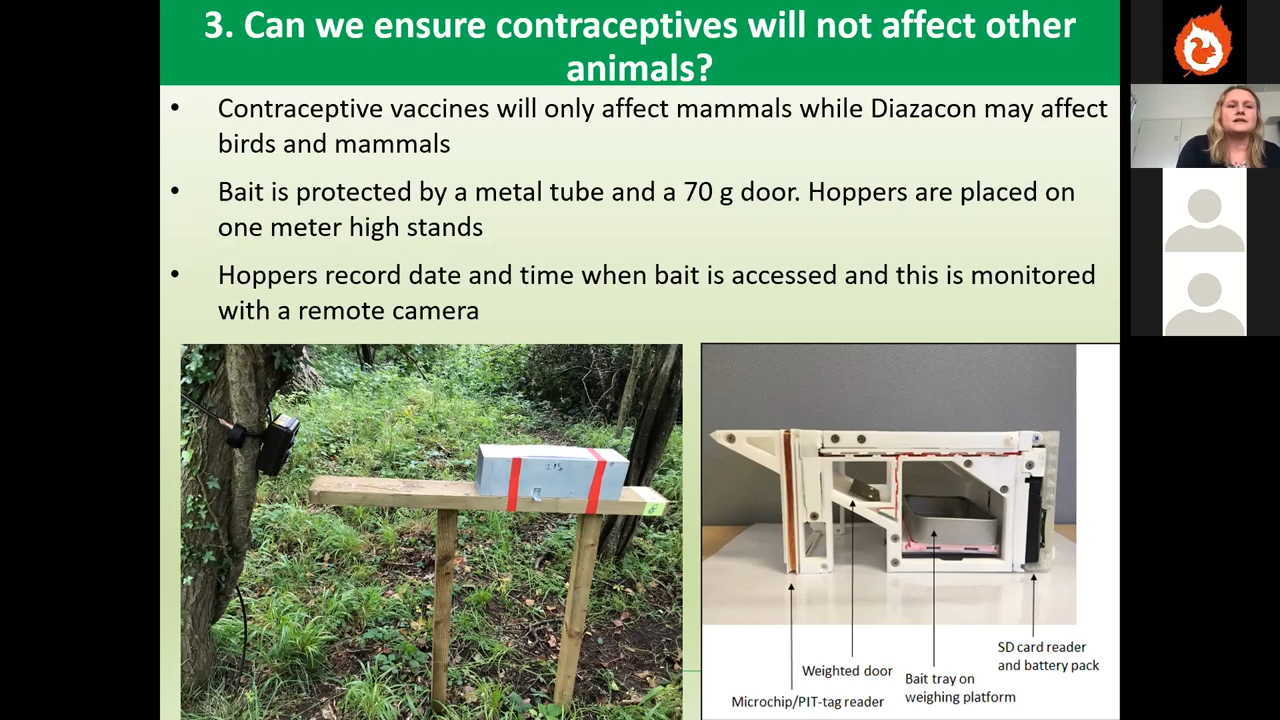 3. Can we ensure contraceptives will not affect other
animals?
• Contraceptive vaccines will only affect mammals while Diazacon may affect
birds and mammals
• Bait is protected by a metal tube and a 70 g door. Hoppers are placed on
one meter high stands
• Hoppers record date and time when bait is accessed and this is monitored
with a remote camera
SD card reader
and battery pack
Weighted door
Bait tray on
weighing platform
Microchip/PIT-tag reader